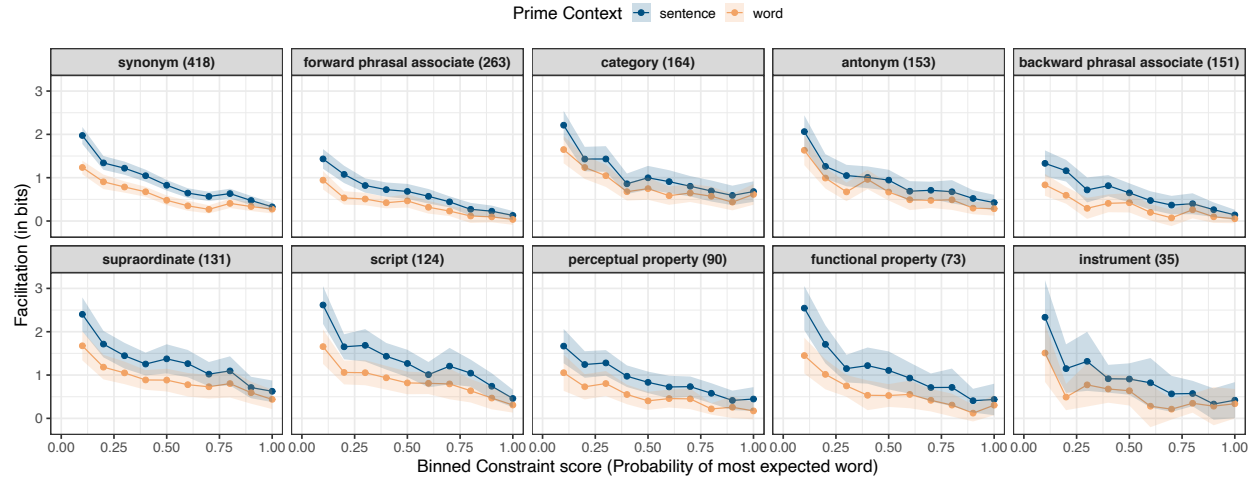 Prime Context sentence word
synonym (418) forward phrasal associate (263) category (164) antonym (153) backward phrasal associate (151)
3
2
1
0
supraordinate (131) script (124) perceptual property (90) functional property (73) instrument (35)
3
2
1
0
0.00 0.25 0.50 0.75 1.00 0.00 0.25 0.50 0.75 1.00 0.00 0.25 0.50 0.75 1.00 0.00 0.25 0.50 0.75 1.00 0.00 0.25 0.50 0.75 1.00
Binned Constraint score (Probability of most expected word)
Facilitation (in bits)